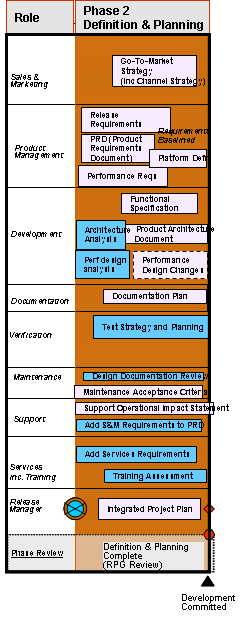 Role
Phase 2
Definition & Planning
Sales &
Marketing
Go-To-Market
Strategy
(inc Channel Strategy)
Product
Management
Release
Requirements
PRD (Product
Requirements
Document)
Requirements
Baselined
Platform Defi
Performance Reqs
Development
Functional
Specification
Architecture
Analysis
Product Architecture
Document
Perf design
analysis
Performance
Design Changes
Documentation
Documentation Plan
Verification
Test Strategy and Planning
Maintenance
Design Documentation Review
Maintenance Acceptance Criteria
Support
Support Operational Impact Statement
Add S&M Requirements to PRD
Services
inc. Training
Add Services Requirements
Training Assessment
Release
Manager
Integrated Project Plan
Phase Review
Definition & Planning
Complete
(RPG Review)
Development
Committed